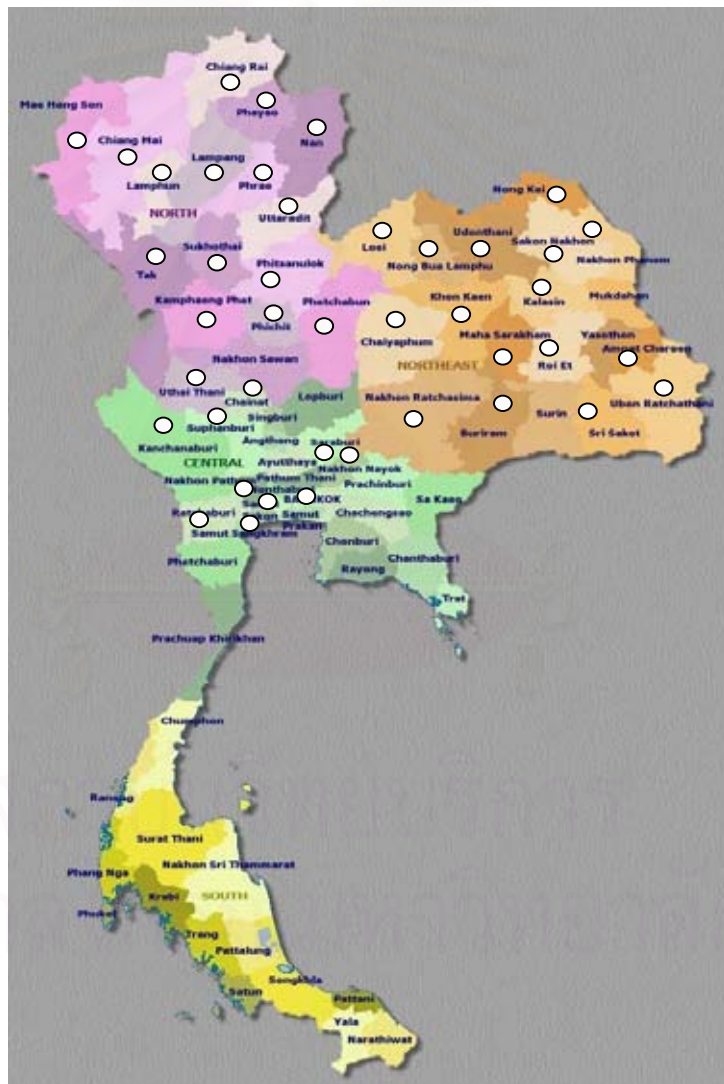 Chiang Rai
Mae Hong Son
Phayao
Chiang Mai
Nan
Lampang
Lamphun
Phrae
NORTH
Uttaradit
Nong Kai
Sukhothai
Loei
Udonthani
Sakon Nakhon
Tak
Phitsanulok
Nong Bua Lamphu
Nakhon Phanom
Kamphaeng Phet
Phetchabun
Khon Kaen
Kalasin
Mukdahan
Phichit
Chaiyaphum
Maha Sarakham
Yasothon
Amnat Charoen
Nakhon Sawan
NORTHEAST
Roi Et
Uthai Thani
Chainat
Lopburi
Nakhon Ratchasima
Ubon Ratchathani
Suphanburi
Singburi
Surin
Kanchanaburi
Angthong
Saraburi
Buriram
Sri Saket
CENTRAL
Ayutthaya
Nakhon Nayok
Nakhon Pathom
Pathum Thani
Prachinburi
Nonthaburi
BANGKOK
Sa Kaeo
Ratchaburi
Sakon
Samut
Chachengsao
Samut Songkhram
Prakan
Chonburi
Phetchaburi
Chanthaburi
Rayong
Trat
Prachuap Khirikhan
Chumphon
Ranong
Surat Thani
Nakhon Sri Thammarat
Phang Nga
Krabi
SOUTH
Phuket
Trang
Pattalung
Songkhla
Satun
Pattani
Yala
Narathiwat